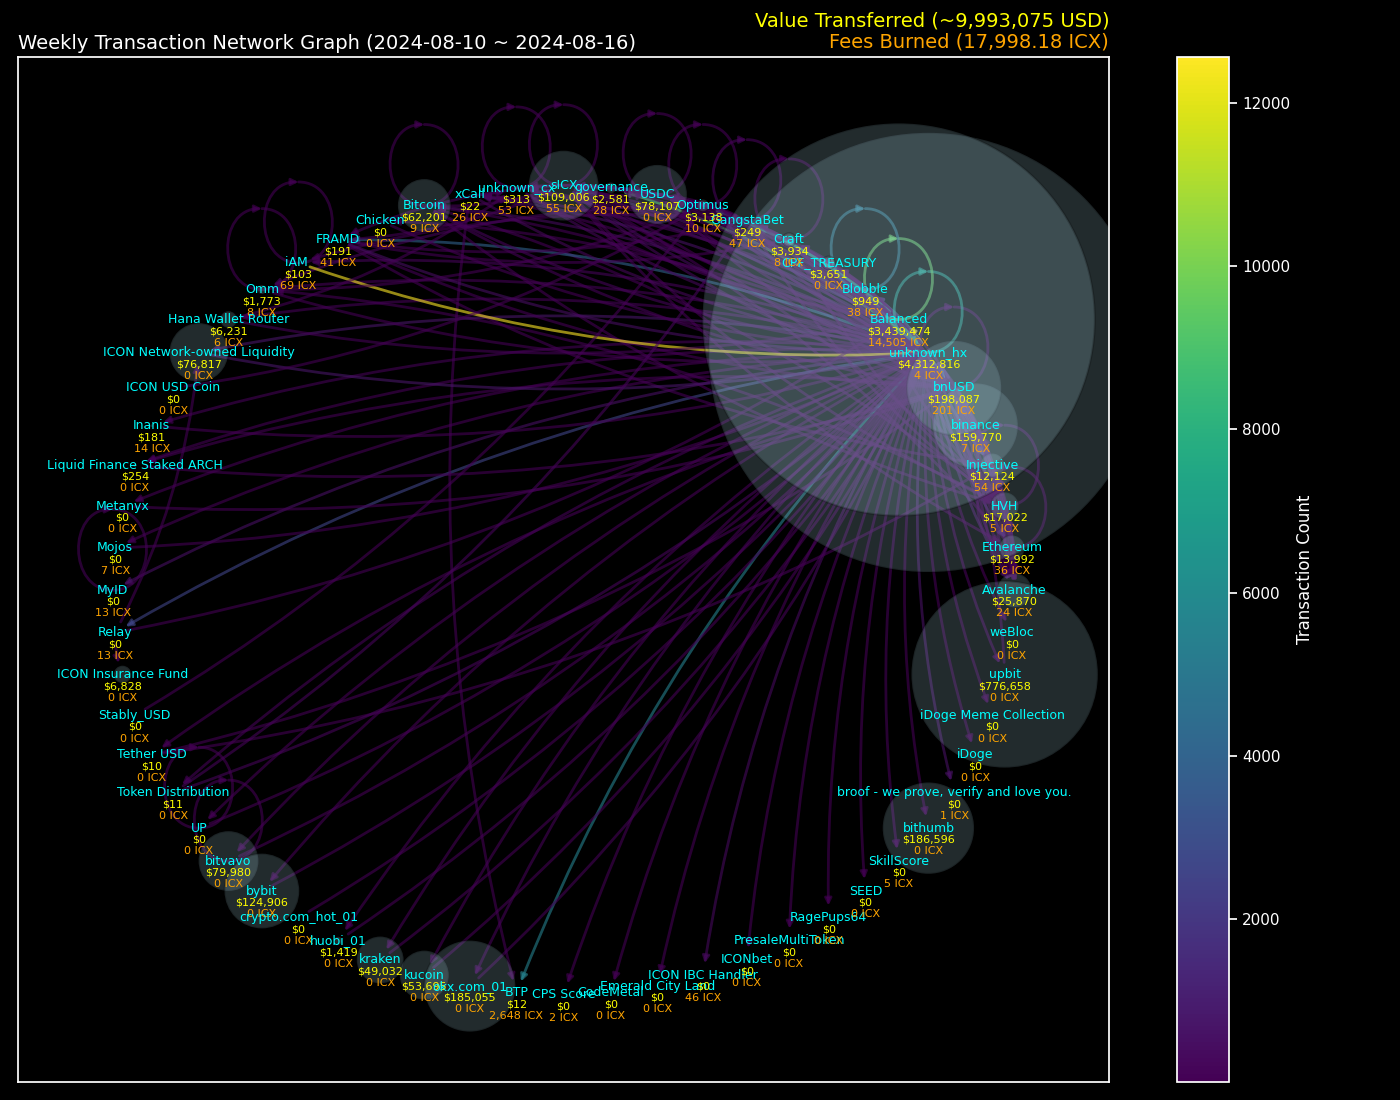 Value Transferred (~9,993,075 USD)
Weekly Transaction Network Graph (2024-08-10 ~ 2024-08-16)
Fees Burned (17,998.18 ICX)
sICX
$109,006
55 ICX
governance
$2,581
28 ICX
USDC
$78,107
0 ICX
Optimus
$3,138
10 ICX
GangstaBet
$249
47 ICX
Craft
$3,934
CPF_TREASURY
$3,651
0 ICX
Blobble
$949
38 ICX
Balanced
$3,439,474
14,505 ICX
unknown_hx
$4,312,816
4 ICX
bnUSD
$198,087
201 ICX
binance
$159,770
7 ICX
Injective
$12,124
54 ICX
HVH
$17,022
5 ICX
Ethereum
$13,992
36 ICX
Avalanche
$25,870
24 ICX
weBloc
$0
0 ICX
upbit
$776,658
0 ICX
iDoge Meme Collection
$0
0 ICX
iDoge
$0
0 ICX
broof - we prove, verify and love you.
$0
1 ICX
bithumb
$186,596
0 ICX
SkillScore
$0
5 ICX
SEED
$0
0 ICX
RagePups64
$0
PresaleMultiToken
$0
0 ICX
ICONbet
$0
0 ICX
ICON IBC Handler
$0
46 ICX
Emerald City Land
$0
0 ICX
CodeMetal
$0
0 ICX
CPS Score
$0
2 ICX
BTP
$12
2,648 ICX
okx.com_01
$185,055
0 ICX
kucoin
$53,695
0 ICX
kraken
$49,032
0 ICX
huobi_01
$1,419
0 ICX
crypto.com_hot_01
$0
0 ICX
bybit
$124,906
0 ICX
bitvavo
$79,980
0 ICX
UP
$0
0 ICX
Token Distribution
$11
0 ICX
Tether USD
$10
0 ICX
Stably_USD
$0
0 ICX
ICON Insurance Fund
$6,828
0 ICX
Relay
$0
13 ICX
MyID
$0
13 ICX
Mojos
$0
7 ICX
Metanyx
$0
0 ICX
Liquid Finance Staked ARCH
$254
0 ICX
Inanis
$181
14 ICX
ICON USD Coin
$0
0 ICX
ICON Network-owned Liquidity
$76,817
0 ICX
Hana Wallet Router
$6,231
6 ICX
Omm
$1,773
8 ICX
iAM
$103
69 ICX
FRAMD
$191
41 ICX
Chicken
$0
0 ICX
Bitcoin
$62,201
9 ICX
xCall
$22
26 ICX
unknown_cx
$313
53 ICX
12000
10000
8000
6000
4000
2000
Transaction Count